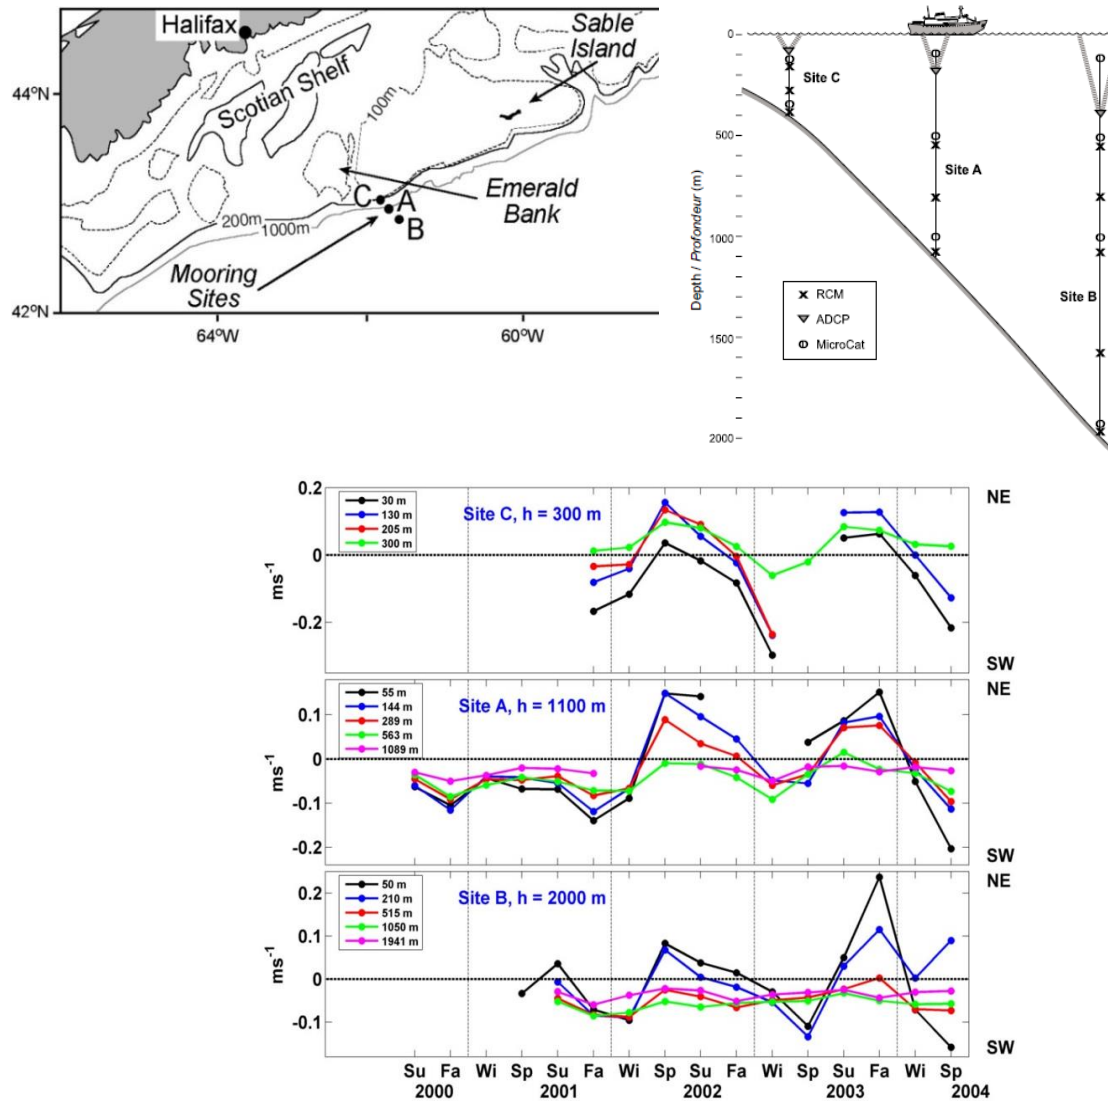 Halifax
Sable
Island
Scotian Shelf
100m
44ºN
Emerald
Bank
C
A
B
200m
1000m
Mooring
Sites
42ºN
64ºW
60ºW
0
500
1000
1500
2000
Depth / Profondeur (m)
Site C
Site A
Site B
RCM
ADCP
MicroCat
0.2
0
-0.2
ms-1
30 m
130 m
205 m
300 m
Site C, h = 300 m
NE
SW
0.1
0
-0.1
-0.2
ms-1
55 m
144 m
289 m
563 m
1089 m
Site A, h = 1100 m
NE
SW
0.2
0.1
0
-0.1
ms-1
50 m
210 m
515 m
1050 m
1941 m
Site B, h = 2000 m
NE
SW
Su Fa Wi Sp Su Fa Wi Sp Su Fa Wi Sp Su Fa Wi Sp
2000 2001 2002 2003 2004